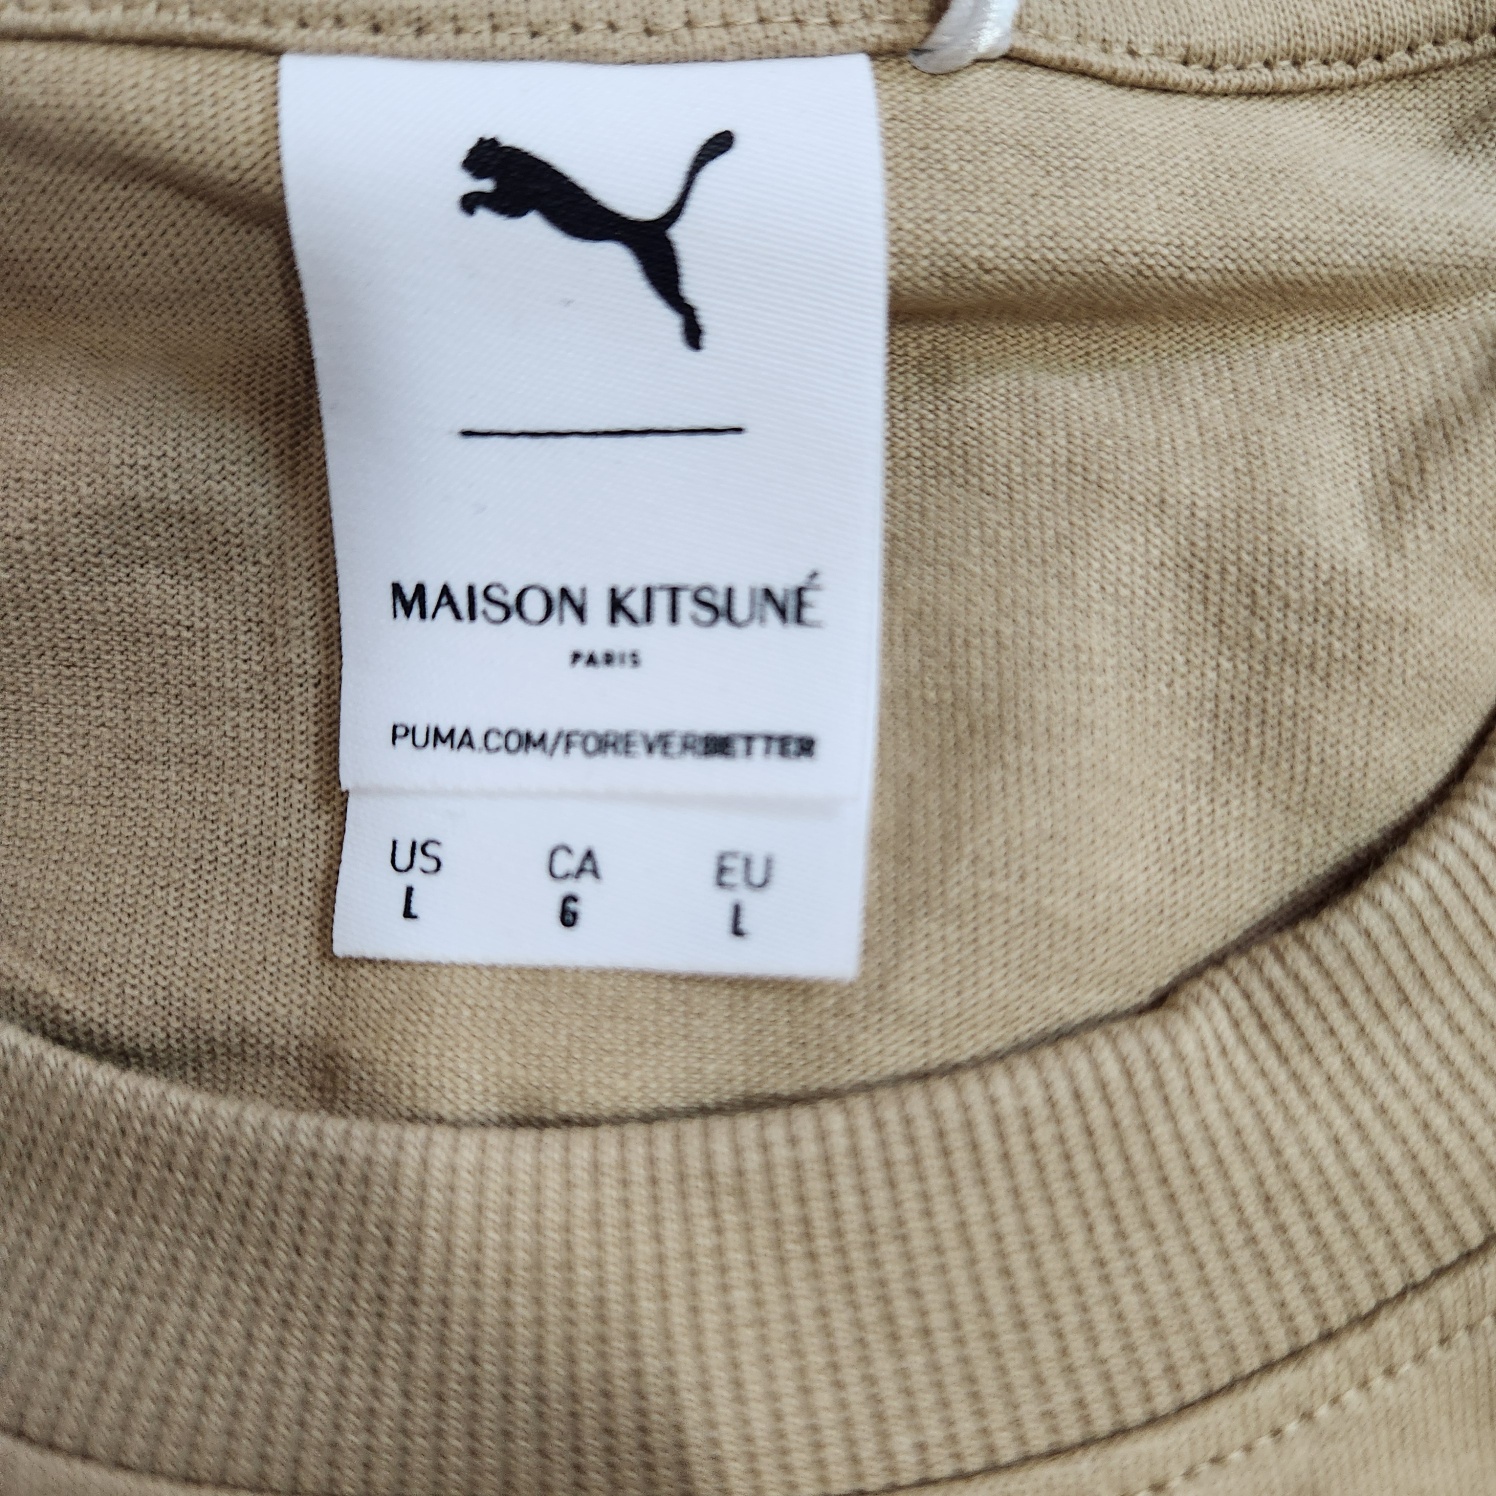 MAISON KITSUNÉ
PARIS
PUMA.COM/FOREVERBETTER
US CA EU
L G L